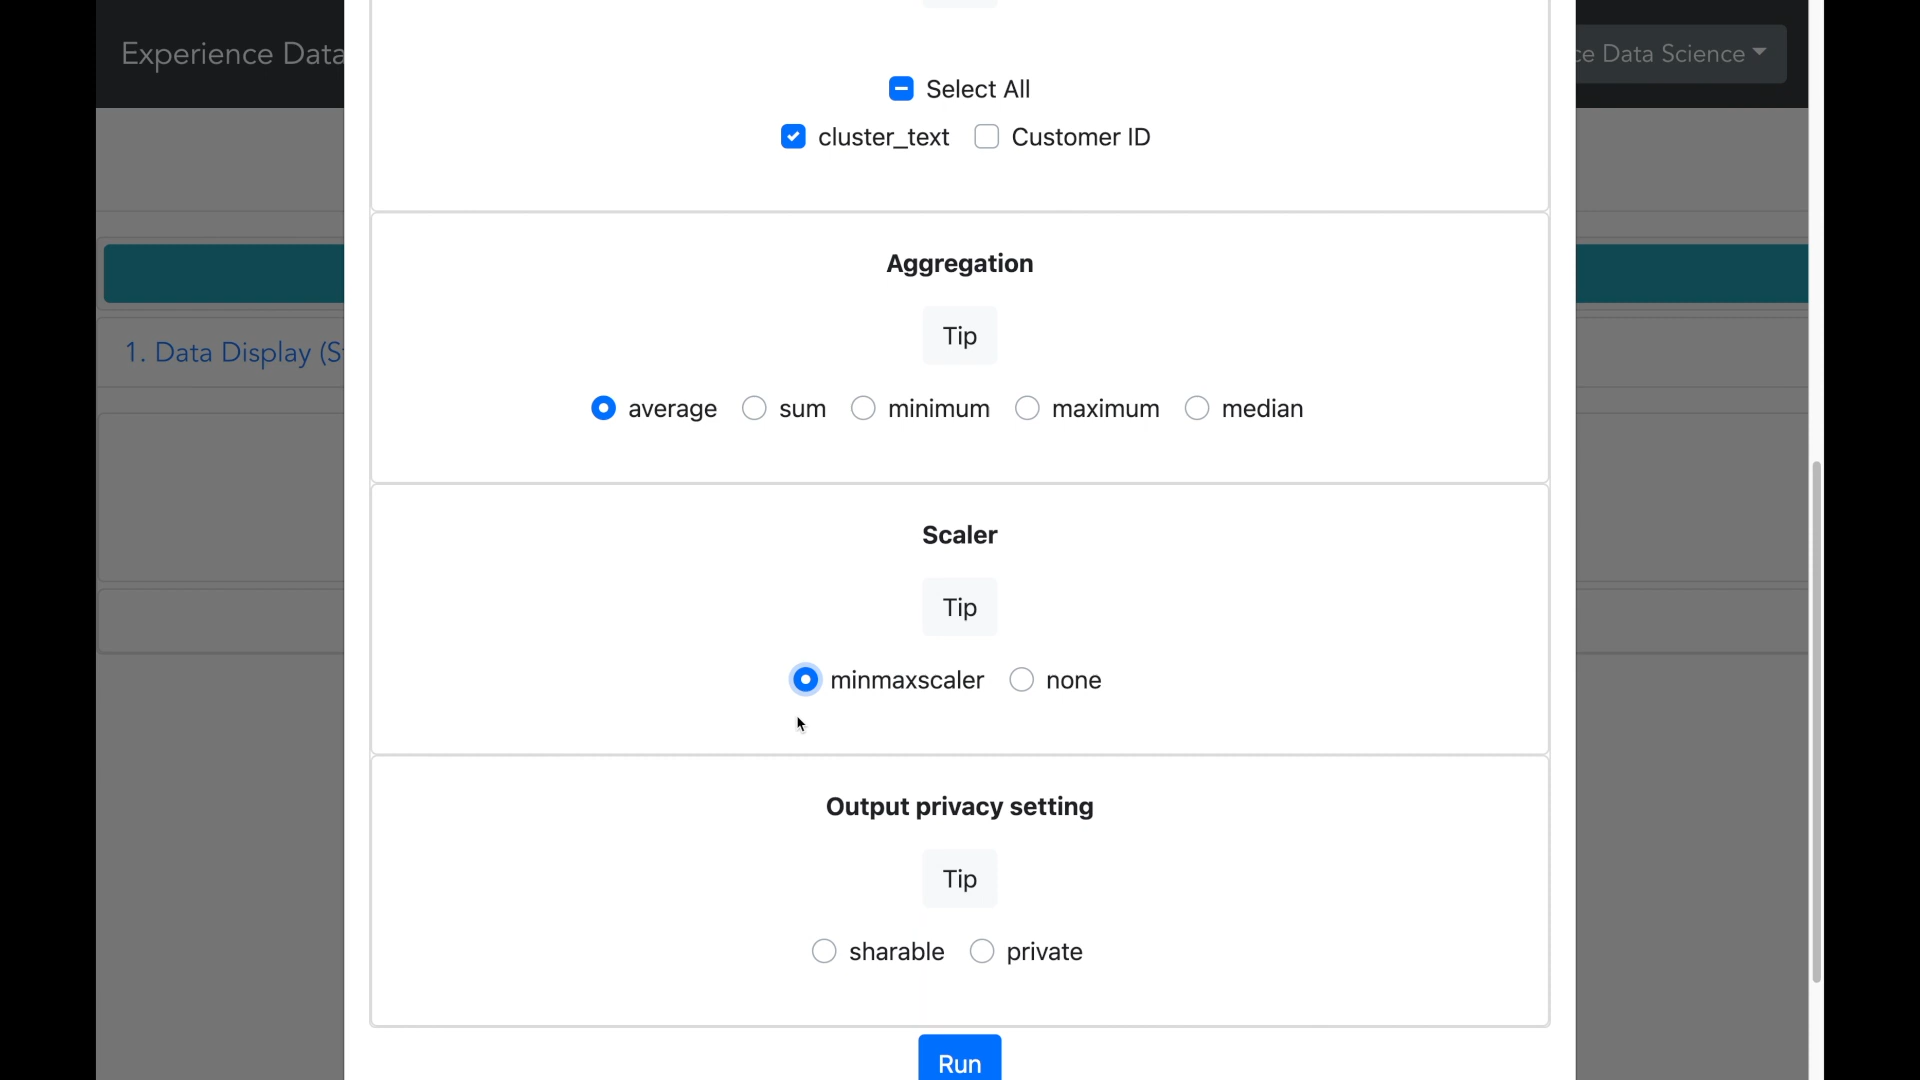 Experience Data
ce Data Science
Select All
cluster_text Customer ID
Aggregation
Tip
average sum minimum maximum median
1. Data Display (S
Scaler
Tip
minmaxscaler none
Output privacy setting
Tip
sharable private
Run